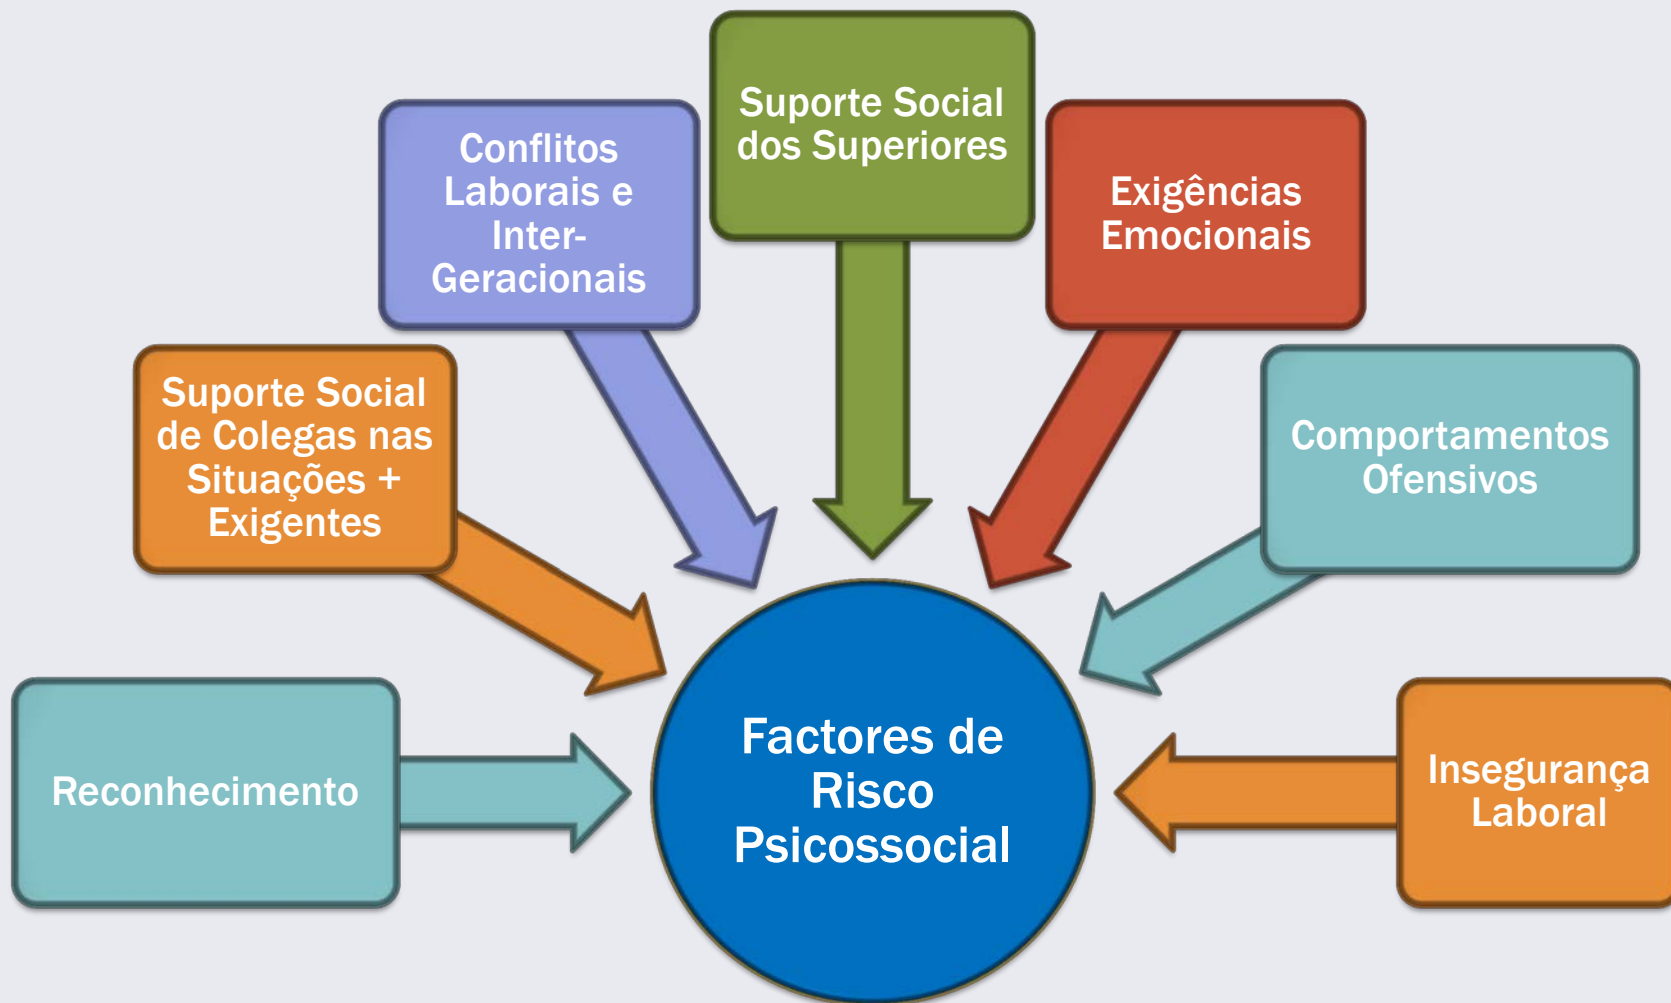 Suporte Social
dos Superiores
Conflitos
Laborais e
Inter-
Geracionais
Exigências
Emocionais
Suporte Social
de Colegas nas
Situações +
Exigentes
Comportamentos
Ofensivos
Reconhecimento
Factores de
Risco
Psicossocial
Insegurança
Laboral